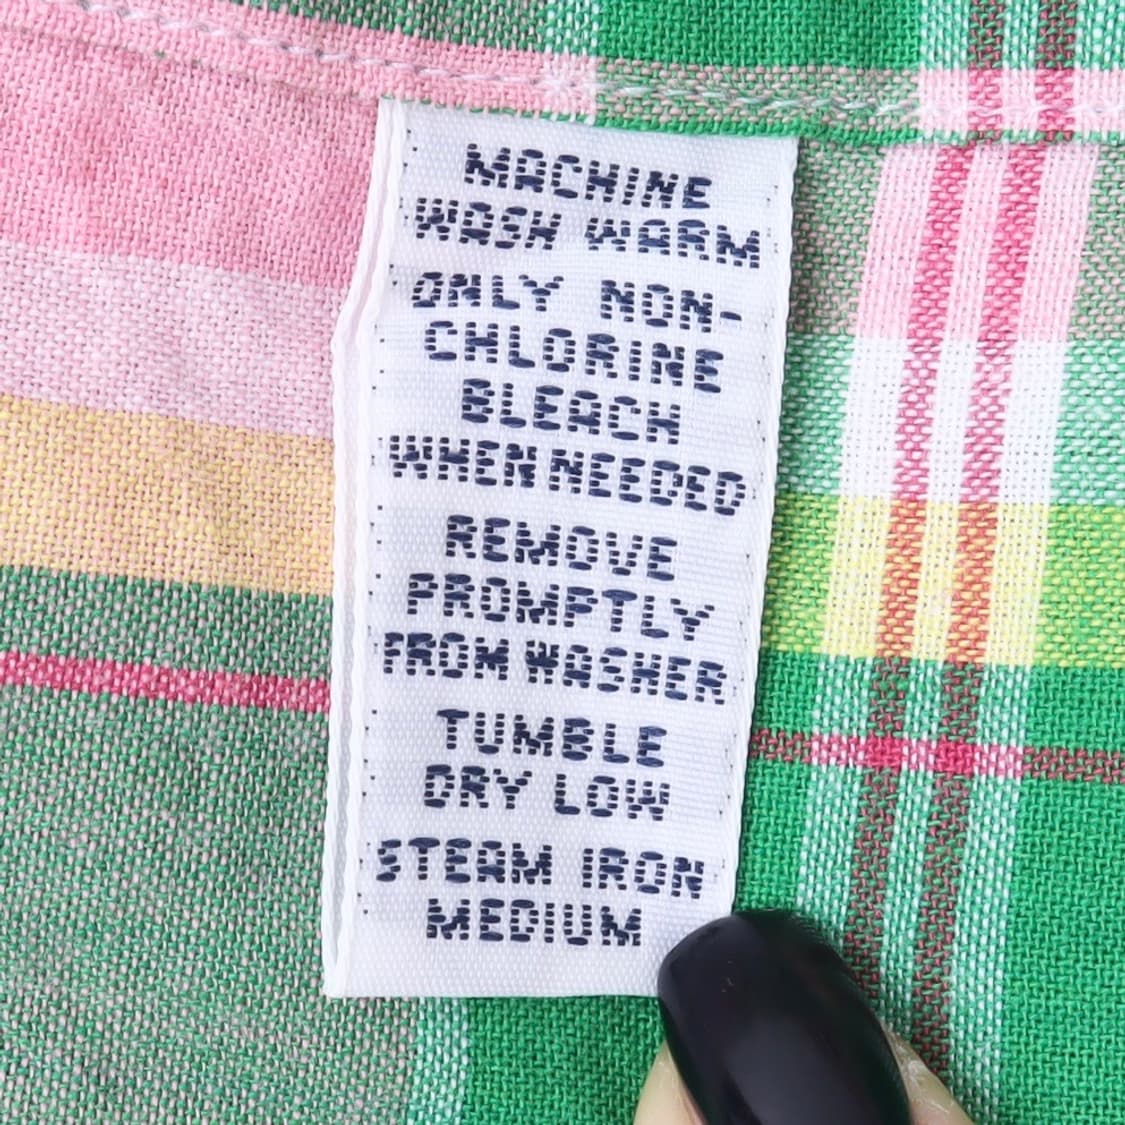 MACHINE
WASH WARM
ONLY NON-
CHLORINE
BLEACH
WHEN NEEDED
REMOVE
PROMPTLY
FROM WASHER
TUMBLE
DRY LOW
STEAM IRON
MEDIUM